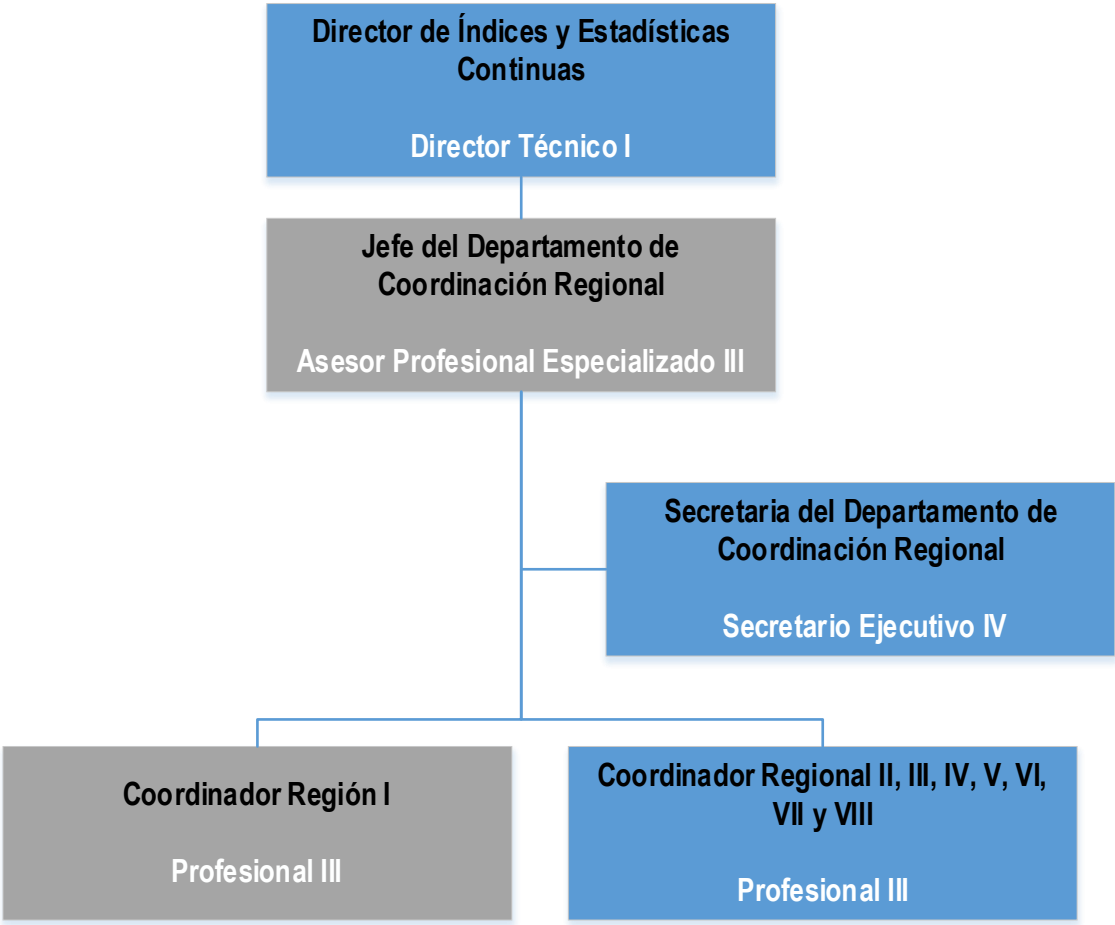 Director de Índices y Estadísticas
Continuas
Director Técnico I
Jefe del Departamento de
Coordinación Regional
Asesor Profesional Especializado III
Secretaria del Departamento de
Coordinación Regional
Secretario Ejecutivo IV
Coordinador Región I
Profesional III
Coordinador Regional II, III, IV, V, VI,
VII y VIII
Profesional III